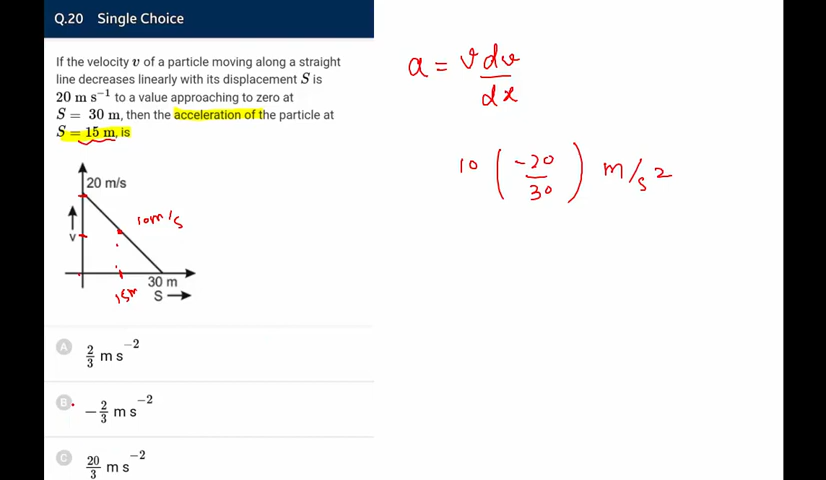 Q.20 Single Choice
If the velocity v of a particle moving along a straight
line decreases linearly with its displacement S is
20 m s⁻¹ to a value approaching to zero at
S = 30 m, then the acceleration of the particle at
S = 15 m, is
a = v dv/dx
10 (-20/30) m/s²
20 m/s
10 m/s
v
30 m
15m
S
A 2/3 m s⁻²
B -2/3 m s⁻²
C 20/3 m s⁻²